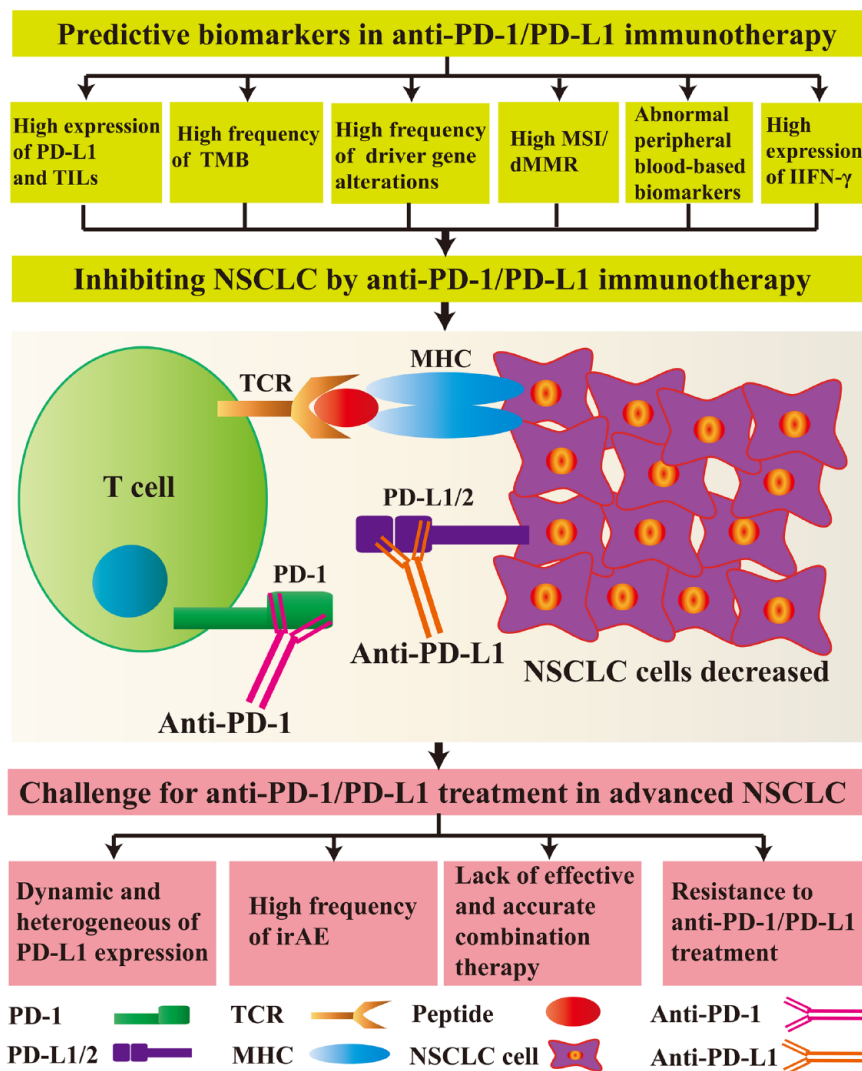 Predictive biomarkers in anti-PD-1/PD-L1 immunotherapy
High expression
of PD-L1
and TILs
High frequency
of TMB
High frequency
of driver gene
alterations
High MSI/
dMMR
Abnormal
peripheral
blood-based
biomarkers
High
expression
of IIFN-γ
Inhibiting NSCLC by anti-PD-1/PD-L1 immunotherapy
TCR
MHC
T cell
PD-L1/2
PD-1
Anti-PD-L1
NSCLC cells decreased
Anti-PD-1
Challenge for anti-PD-1/PD-L1 treatment in advanced NSCLC
Dynamic and
heterogeneous of
PD-L1 expression
High frequency
of irAE
Lack of effective
and accurate
combination
therapy
Resistance to
anti-PD-1/PD-L1
treatment
PD-1
TCR
Peptide
Anti-PD-1
PD-L1/2
MHC
NSCLC cell
Anti-PD-L1